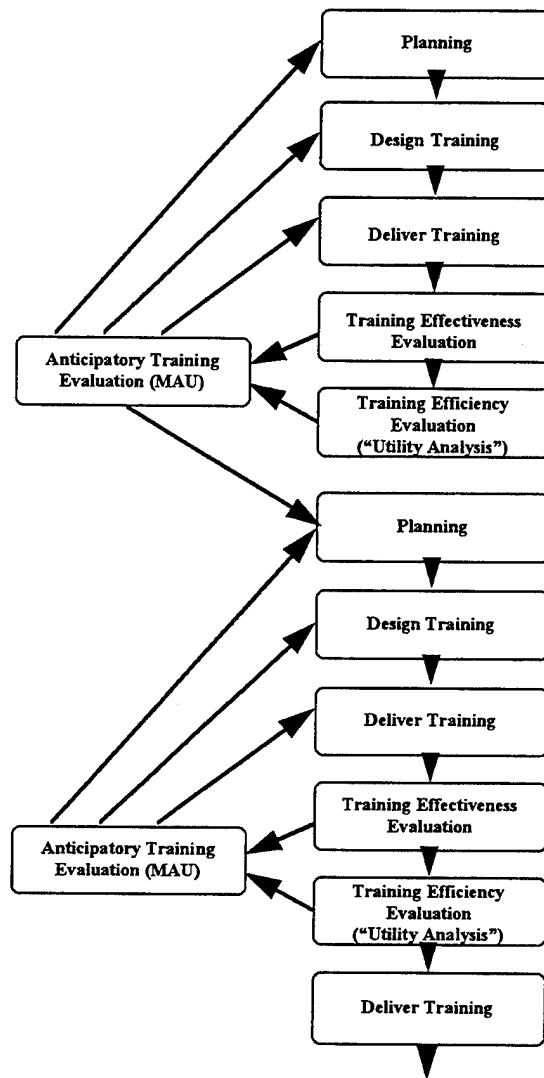 Planning
Design Training
Deliver Training
Training Effectiveness
Evaluation
Anticipatory Training
Evaluation (MAU)
Training Efficiency
Evaluation
(“Utility Analysis”)
Planning
Design Training
Deliver Training
Training Effectiveness
Evaluation
Anticipatory Training
Evaluation (MAU)
Training Efficiency
Evaluation
(“Utility Analysis”)
Deliver Training